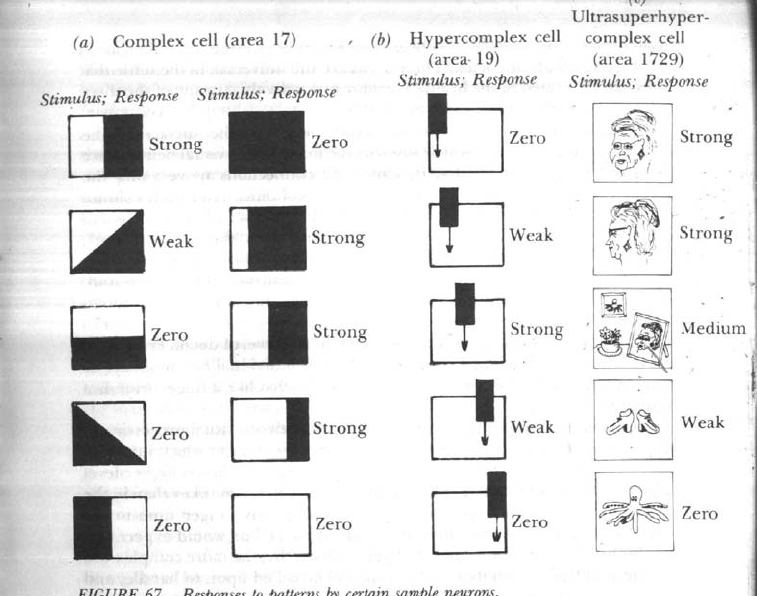 (a) Complex cell (area 17)
Stimulus; Response Stimulus; Response
Strong Zero
Weak Strong
Zero Strong
Zero Strong
Zero Zero
(b) Hypercomplex cell
(area 19)
Stimulus; Response
Zero
Weak
Strong
Weak
Zero
(c)
Ultrasuperhyper-
complex cell
(area 1729)
Stimulus; Response
Strong
Strong
Medium
Weak
Zero
FIGURE 67. Responses to patterns by certain sample neurons.